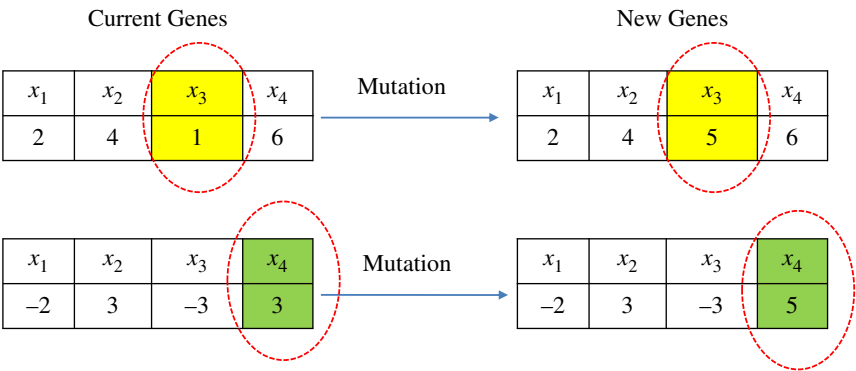 Current Genes New Genes
x1 x2 x3 x4 Mutation x1 x2 x3 x4
2 4 1 6 2 4 5 6
x1 x2 x3 x4 Mutation x1 x2 x3 x4
–2 3 –3 3 –2 3 –3 5